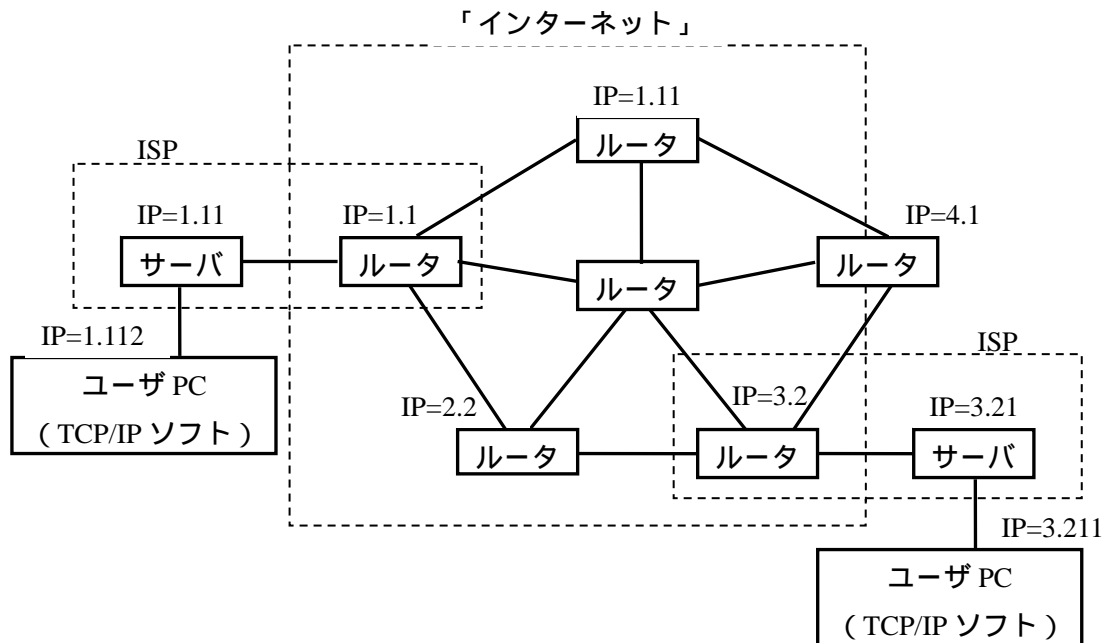 「インターネット」
IP=1.11
ルータ
ISP
IP=1.11
IP=1.1
IP=4.1
サーバ
ルータ
ルータ
ルータ
IP=1.112
ISP
ユーザ PC
（TCP/IP ソフト）
IP=2.2
IP=3.2
IP=3.21
ルータ
ルータ
サーバ
IP=3.211
ユーザ PC
（TCP/IP ソフト）